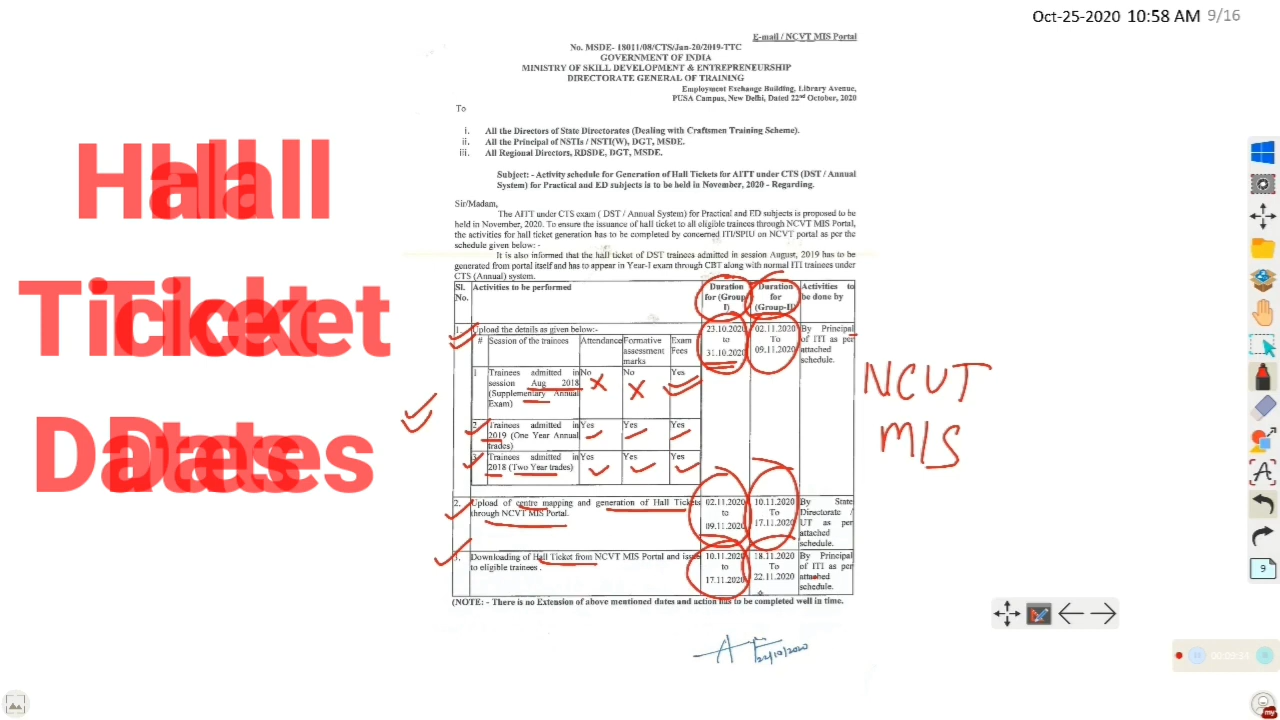 Oct-25-2020 10:58 AM 9/16
E-mail / NCVT MIS Portal
No. MSDE- 18011/08/CTS/Jan-20/2019-TTC
GOVERNMENT OF INDIA
MINISTRY OF SKILL DEVELOPMENT & ENTREPRENEURSHIP
DIRECTORATE GENERAL OF TRAINING
Employment Exchange Building, Library Avenue,
PUSA Campus, New Delhi, Dated 22nd October, 2020
To
i. All the Directors of State Directorates (Dealing with Craftsmen Training Scheme).
ii. All the Principal of NSTIs / NSTI(W), DGT, MSDE.
iii. All Regional Directors, RDSDE, DGT, MSDE.
Subject: - Activity schedule for Generation of Hall Tickets for AITT under CTS (DST / Annual
System) for Practical and ED subjects is to be held in November, 2020 - Regarding.
Sir/Madam,
The AITT under CTS exam ( DST / Annual System) for Practical and ED subjects is proposed to be
held in November, 2020. To ensure the issuance of hall ticket to all eligible trainees through NCVT MIS Portal,
the activities for hall ticket generation has to be completed by concerned ITI/SPIU on NCVT portal as per the
schedule given below: -
It is also informed that the hall ticket of DST trainees admitted in session August, 2019 has to be
generated from portal itself and has to appear in Year-I exam through CBT along with normal ITI trainees under
CTS (Annual) system.
Sl. No. Activities to be performed Duration for (Group I) Duration for (Group-II) Activities to be done by
1. Upload the details as given below:- 23.10.2020 to 31.10.2020 02.11.2020 To 09.11.2020 By Principal of ITI as per attached schedule.
# Session of the trainees Attendance Formative assessment marks Exam Fees
1 Trainees admitted in session Aug 2018 (Supplementary Annual Exam) No No Yes
2 Trainees admitted in 2019 (One Year Annual trades) Yes Yes Yes
3 Trainees admitted in 2018 (Two Year trades) Yes Yes Yes
2. Upload of centre mapping and generation of Hall Tickets through NCVT MIS Portal. 02.11.2020 to 09.11.2020 10.11.2020 To 17.11.2020 By State Directorate / UT as per attached schedule.
3. Downloading of Hall Ticket from NCVT MIS Portal and issue to eligible trainees . 10.11.2020 to 17.11.2020 18.11.2020 To 22.11.2020 By Principal of ITI as per attached schedule.
(NOTE: - There is no Extension of above mentioned dates and action has to be completed well in time.
22/10/2020
Hall
Ticket
Dates
NCVT
MIS
9